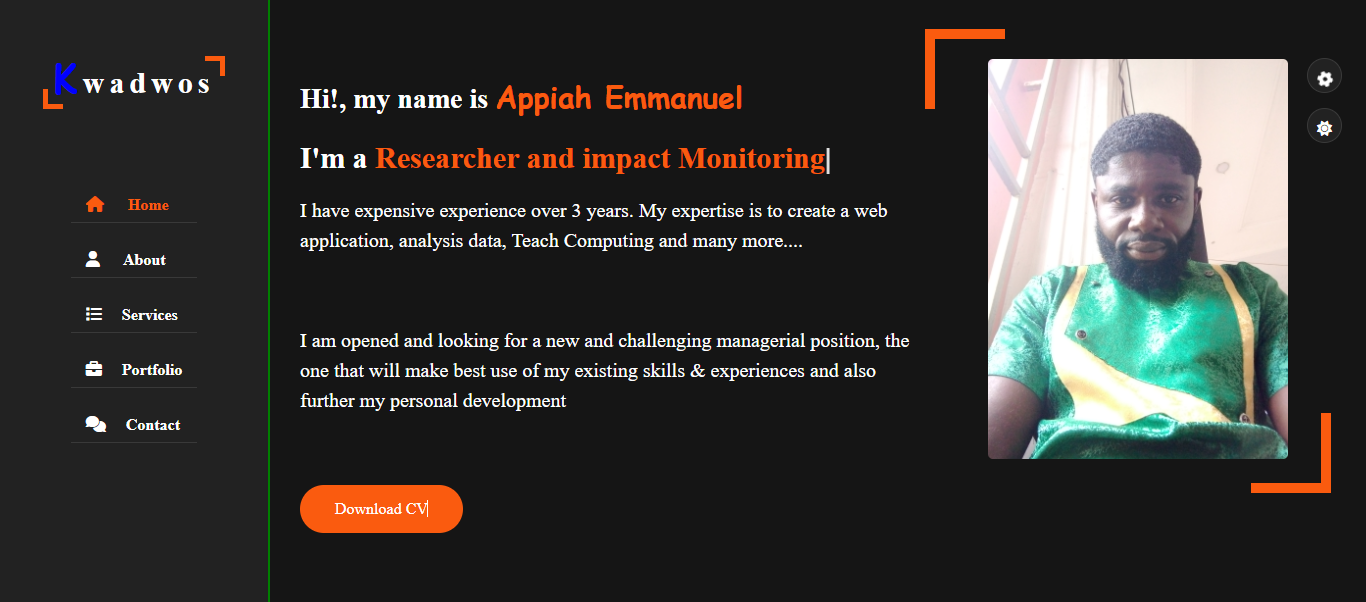 Kwadwos
Home
About
Services
Portfolio
Contact
Hi!, my name is Appiah Emmanuel
I'm a Researcher and impact Monitoring|
I have expensive experience over 3 years. My expertise is to create a web
application, analysis data, Teach Computing and many more....
I am opened and looking for a new and challenging managerial position, the
one that will make best use of my existing skills & experiences and also
further my personal development
Download CV